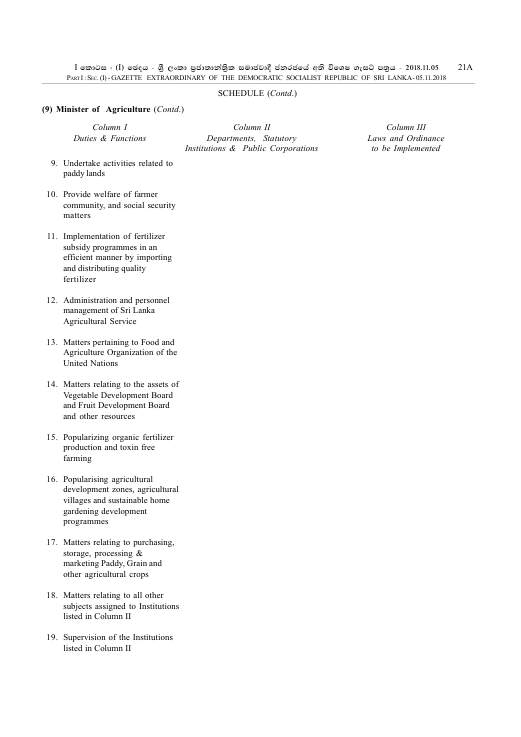 I කොටස - (I) ඡෙදය - ශ්‍රී ලංකා ප්‍රජාතාන්ත්‍රික සමාජවාදී ජනරජයේ අති විශෙෂ ගැසට් පත්‍රය - 2018.11.05 21A
PART I : SEC. (I) - GAZETTE EXTRAORDINARY OF THE DEMOCRATIC SOCIALIST REPUBLIC OF SRI LANKA - 05.11.2018
SCHEDULE (Contd.)
(9) Minister of Agriculture (Contd.)
Column I Column II Column III
Duties & Functions Departments, Statutory Laws and Ordinance
Institutions & Public Corporations to be Implemented
9. Undertake activities related to
paddy lands
10. Provide welfare of farmer
community, and social security
matters
11. Implementation of fertilizer
subsidy programmes in an
efficient manner by importing
and distributing quality
fertilizer
12. Administration and personnel
management of Sri Lanka
Agricultural Service
13. Matters pertaining to Food and
Agriculture Organization of the
United Nations
14. Matters relating to the assets of
Vegetable Development Board
and Fruit Development Board
and other resources
15. Popularizing organic fertilizer
production and toxin free
farming
16. Popularising agricultural
development zones, agricultural
villages and sustainable home
gardening development
programmes
17. Matters relating to purchasing,
storage, processing &
marketing Paddy, Grain and
other agricultural crops
18. Matters relating to all other
subjects assigned to Institutions
listed in Column II
19. Supervision of the Institutions
listed in Column II